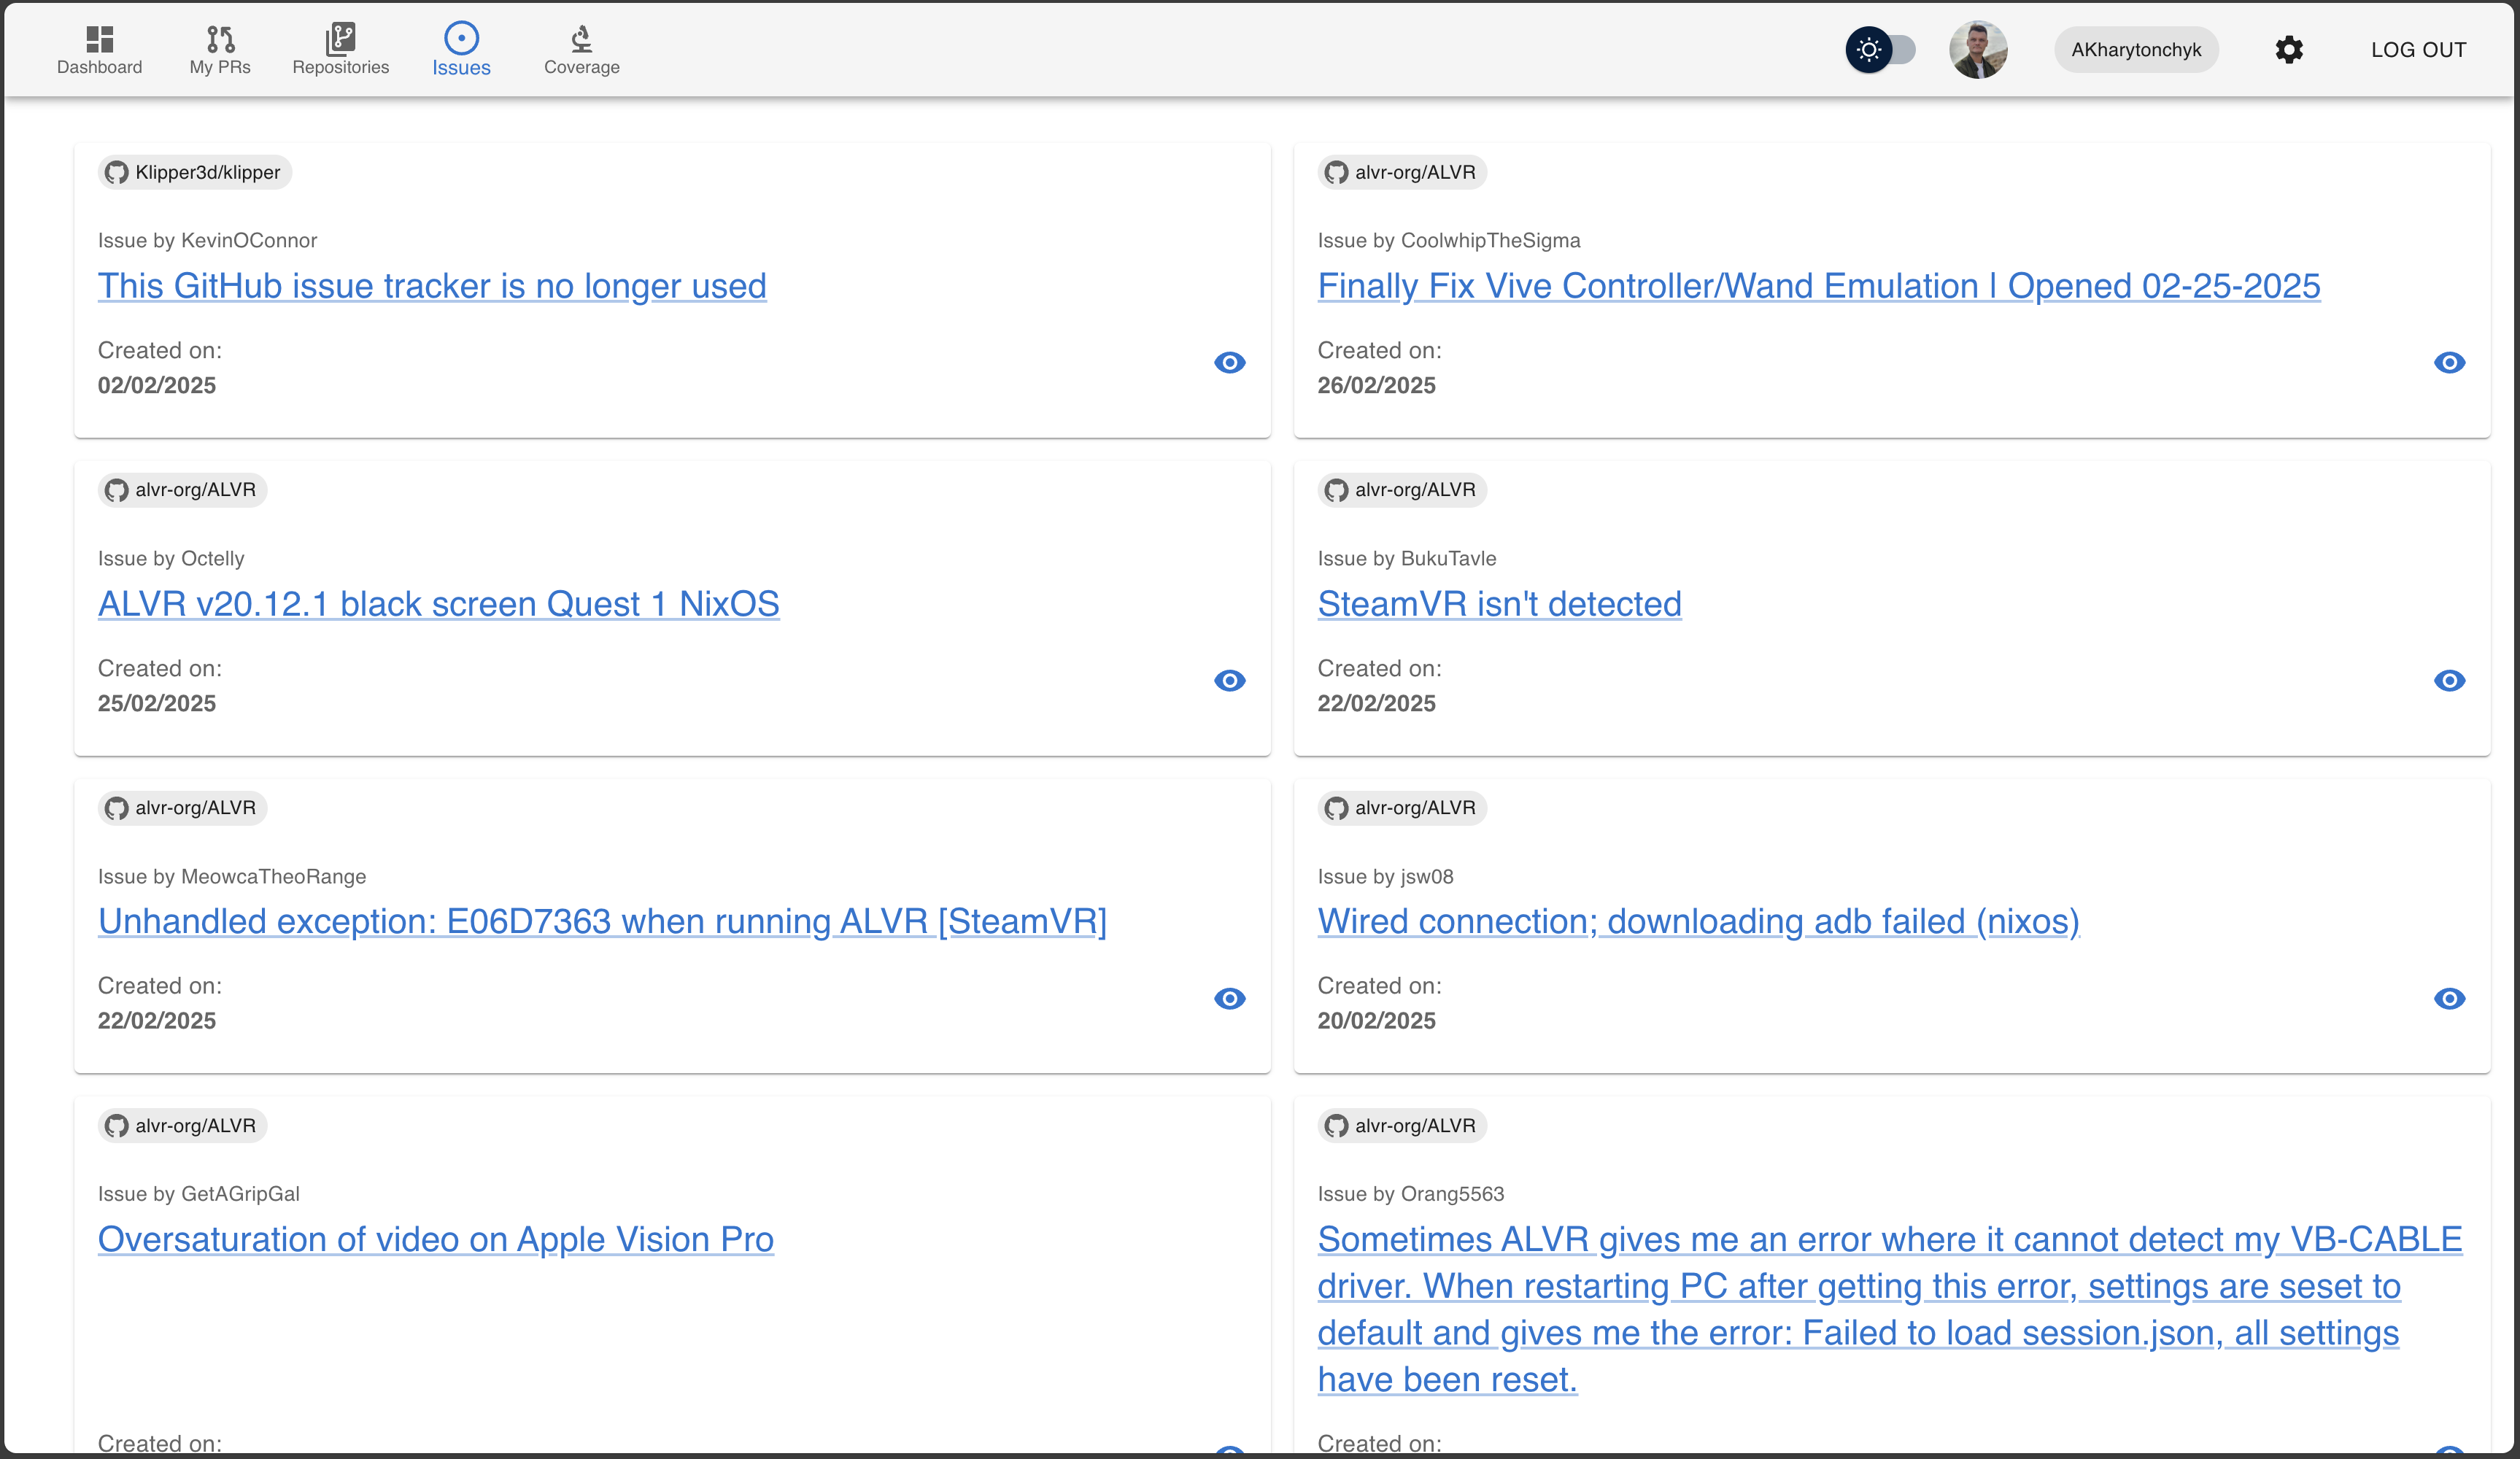 Dashboard
My PRs
Repositories
Issues
Coverage
AKharytonchyk
LOG OUT
Klipper3d/klipper
Issue by KevinOConnor
This GitHub issue tracker is no longer used
Created on:
02/02/2025
alvr-org/ALVR
Issue by CoolwhipTheSigma
Finally Fix Vive Controller/Wand Emulation | Opened 02-25-2025
Created on:
26/02/2025
alvr-org/ALVR
Issue by Octelly
ALVR v20.12.1 black screen Quest 1 NixOS
Created on:
25/02/2025
alvr-org/ALVR
Issue by BukuTavle
SteamVR isn't detected
Created on:
22/02/2025
alvr-org/ALVR
Issue by MeowcaTheoRange
Unhandled exception: E06D7363 when running ALVR [SteamVR]
Created on:
22/02/2025
alvr-org/ALVR
Issue by jsw08
Wired connection; downloading adb failed (nixos)
Created on:
20/02/2025
alvr-org/ALVR
Issue by GetAGripGal
Oversaturation of video on Apple Vision Pro
Created on:
alvr-org/ALVR
Issue by Orang5563
Sometimes ALVR gives me an error where it cannot detect my VB-CABLE
driver. When restarting PC after getting this error, settings are seset to
default and gives me the error: Failed to load session.json, all settings
have been reset.
Created on: